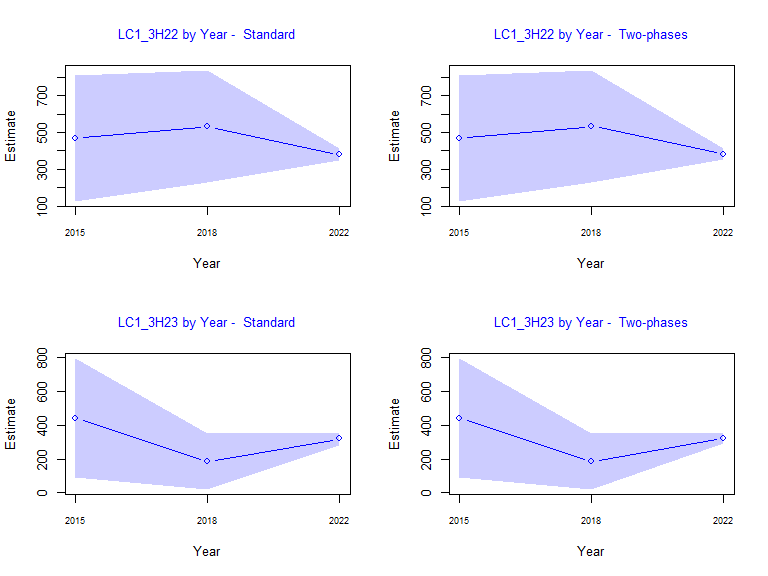 LC1_3H22 by Year -  Standard
Estimate
700
500
300
100
2015
2018
2022
Year
LC1_3H22 by Year -  Two-phases
Estimate
700
500
300
100
2015
2018
2022
Year
LC1_3H23 by Year -  Standard
Estimate
800
600
400
200
0
2015
2018
2022
Year
LC1_3H23 by Year -  Two-phases
Estimate
800
600
400
200
0
2015
2018
2022
Year